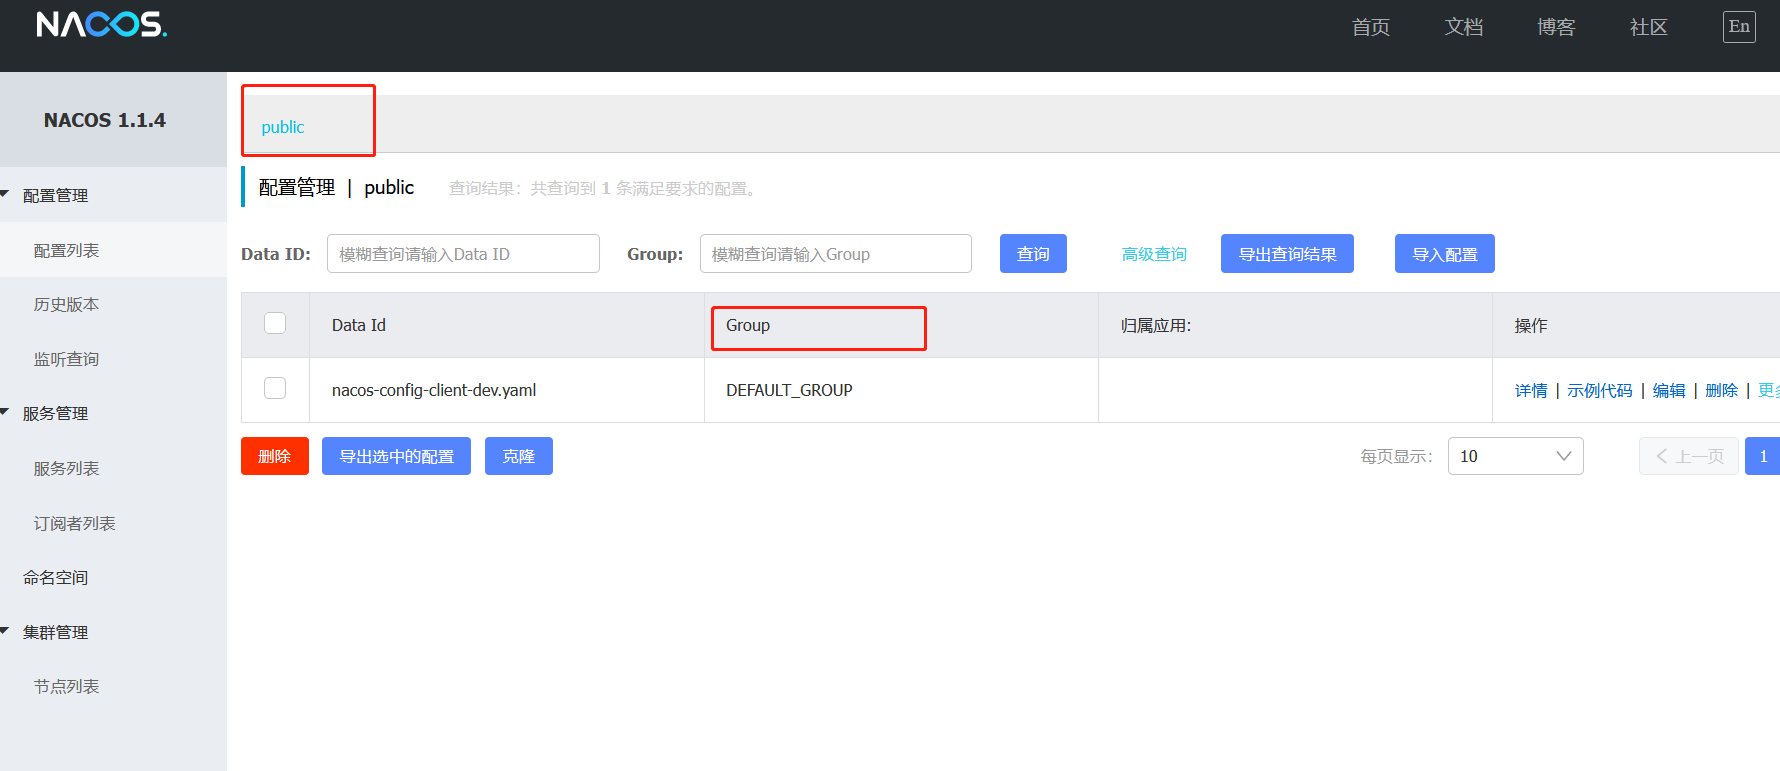 NACOS.
首页 文档 博客 社区 En
NACOS 1.1.4
配置管理
配置列表
历史版本
监听查询
服务管理
服务列表
订阅者列表
命名空间
集群管理
节点列表
public
配置管理 | public 查询结果：共查询到 1 条满足要求的配置。
Data ID: 模糊查询请输入Data ID Group: 模糊查询请输入Group 查询 高级查询 导出查询结果 导入配置
Data Id Group 归属应用: 操作
nacos-config-client-dev.yaml DEFAULT_GROUP 详情 | 示例代码 | 编辑 | 删除 | 更
删除 导出选中的配置 克隆 每页显示： 10 上一页 1